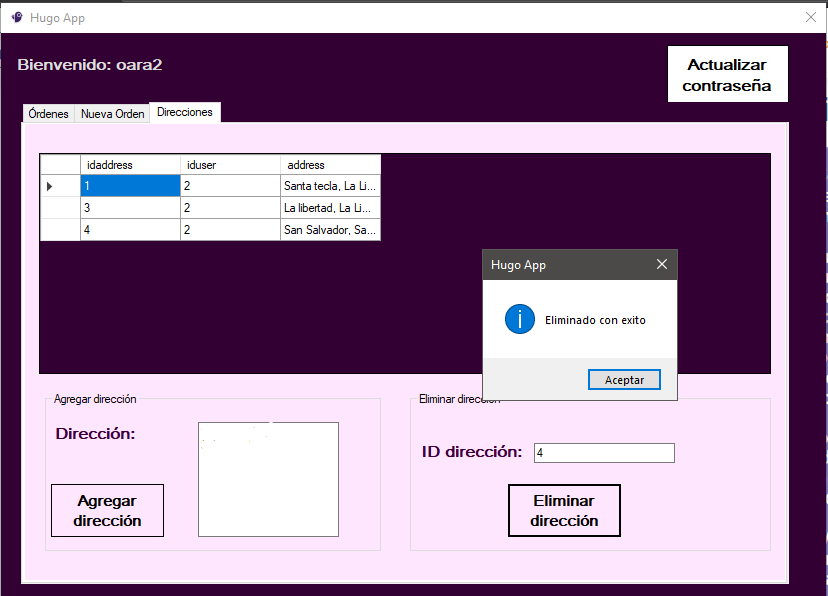 Hugo App
Bienvenido: oara2
Actualizar
contraseña
Órdenes Nueva Orden Direcciones
idaddress iduser address
1 2 Santa tecla, La Li...
3 2 La libertad, La Li...
4 2 San Salvador, Sa...
Hugo App
Eliminado con exito
Aceptar
Agregar dirección
Dirección:
Agregar
dirección
Eliminar dirección
ID dirección: 4
Eliminar
dirección